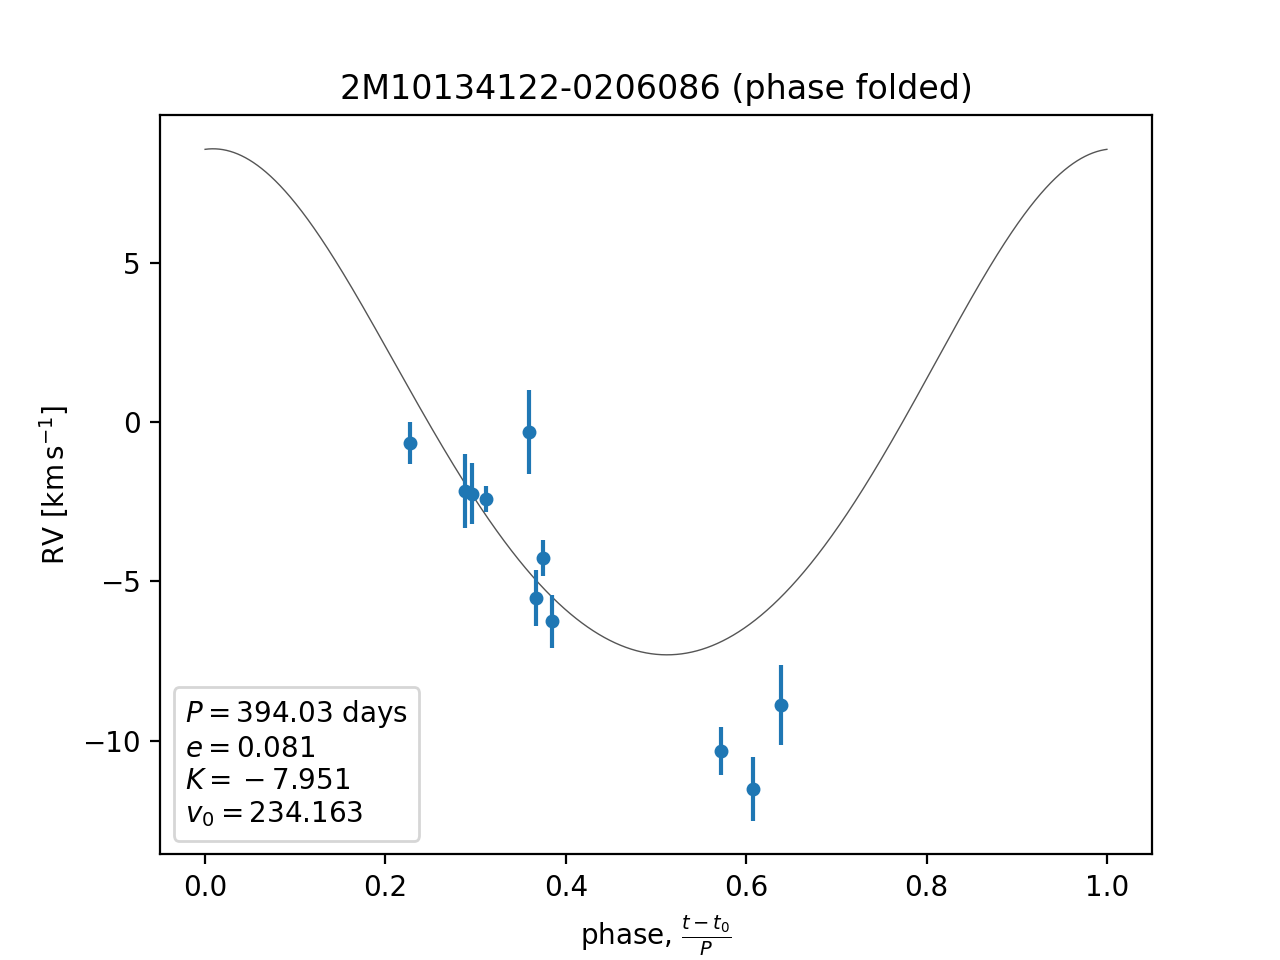 2M10134122-0206086 (phase folded)
RV [km s⁻¹]
5
0
−5
−10
P = 394.03 days
e = 0.081
K = − 7.951
v₀ = 234.163
0.0 0.2 0.4 0.6 0.8 1.0
phase, (t − t₀)/P